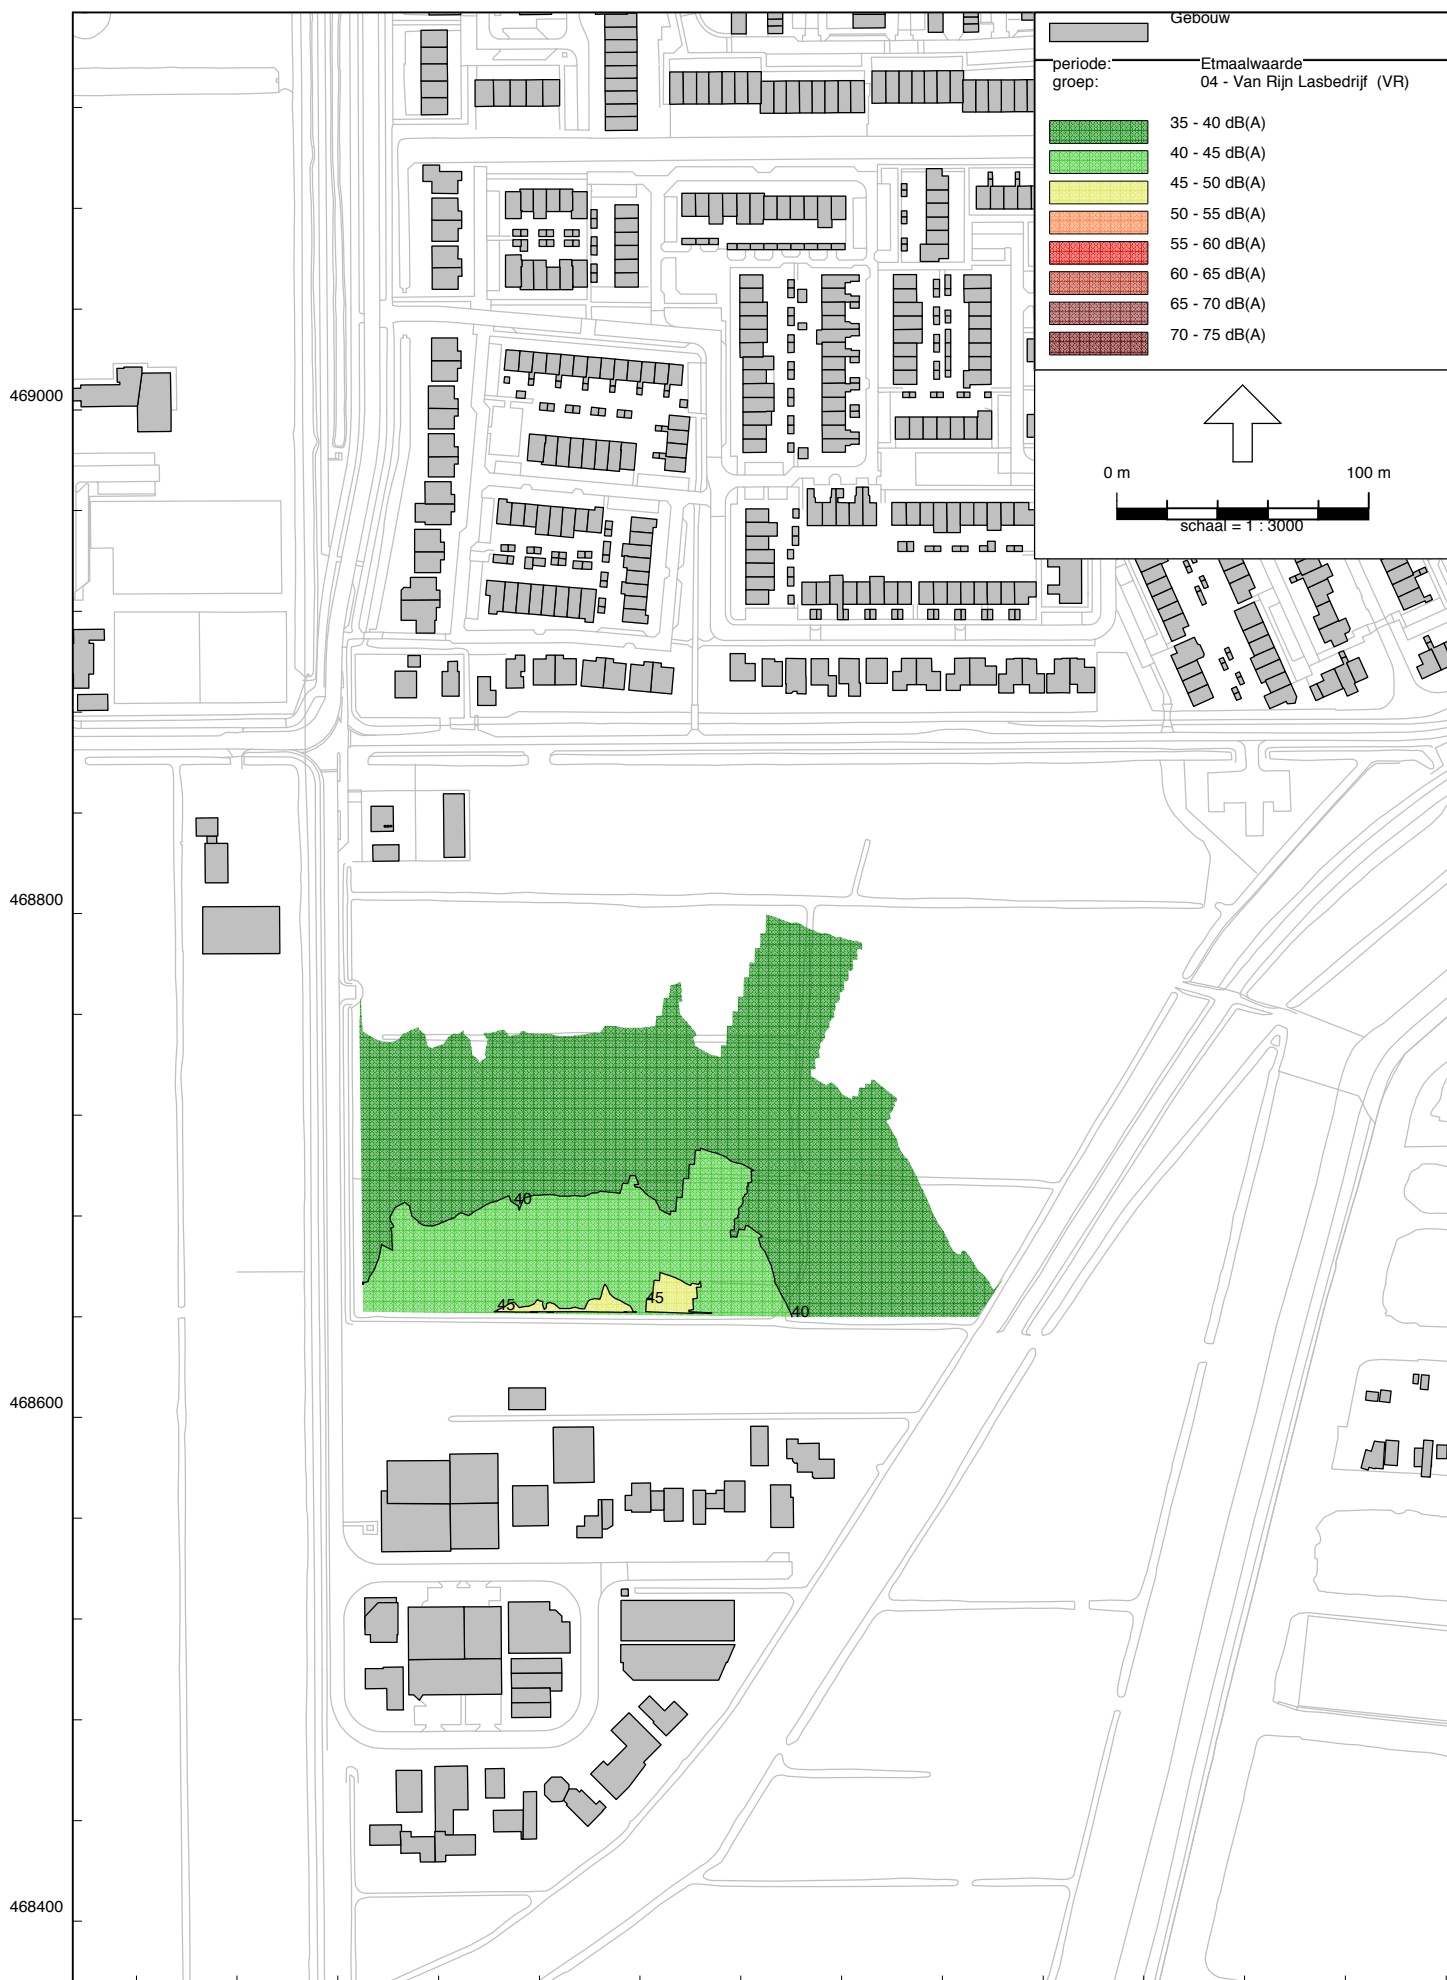 Gebouw
periode: Etmaalwaarde
groep: 04 - Van Rijn Lasbedrijf (VR)
35 - 40 dB(A)
40 - 45 dB(A)
45 - 50 dB(A)
50 - 55 dB(A)
55 - 60 dB(A)
60 - 65 dB(A)
65 - 70 dB(A)
70 - 75 dB(A)
0 m 100 m
schaal = 1 : 3000
469000
468800
40
45
45
40
468600
468400